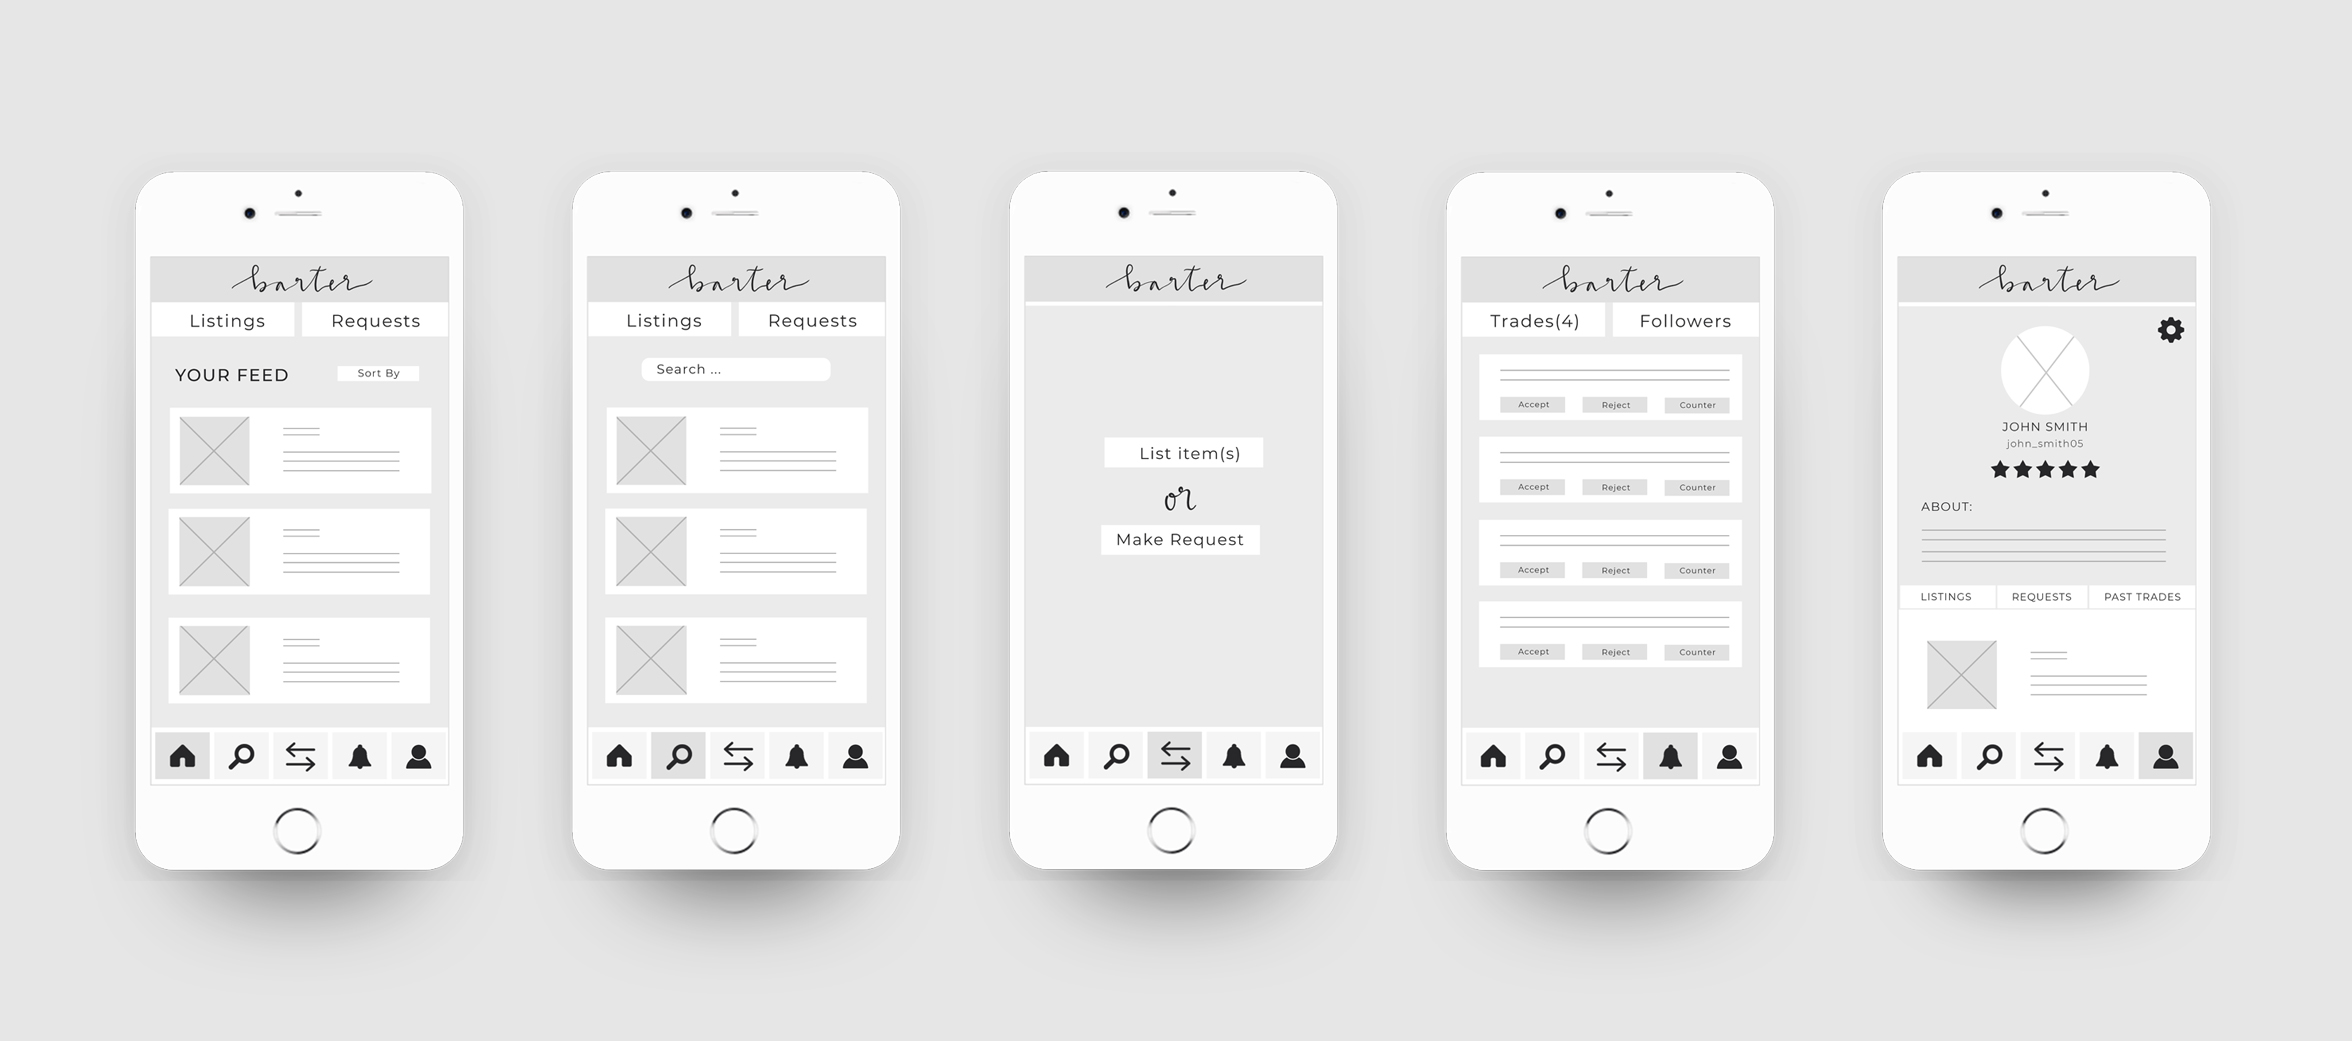 barter
Listings Requests
YOUR FEED Sort By
barter
Listings Requests
Search ...
barter
List item(s)
or
Make Request
barter
Trades(4) Followers
Accept Reject Counter
Accept Reject Counter
Accept Reject Counter
Accept Reject Counter
barter
JOHN SMITH
john_smith05
ABOUT:
LISTINGS REQUESTS PAST TRADES